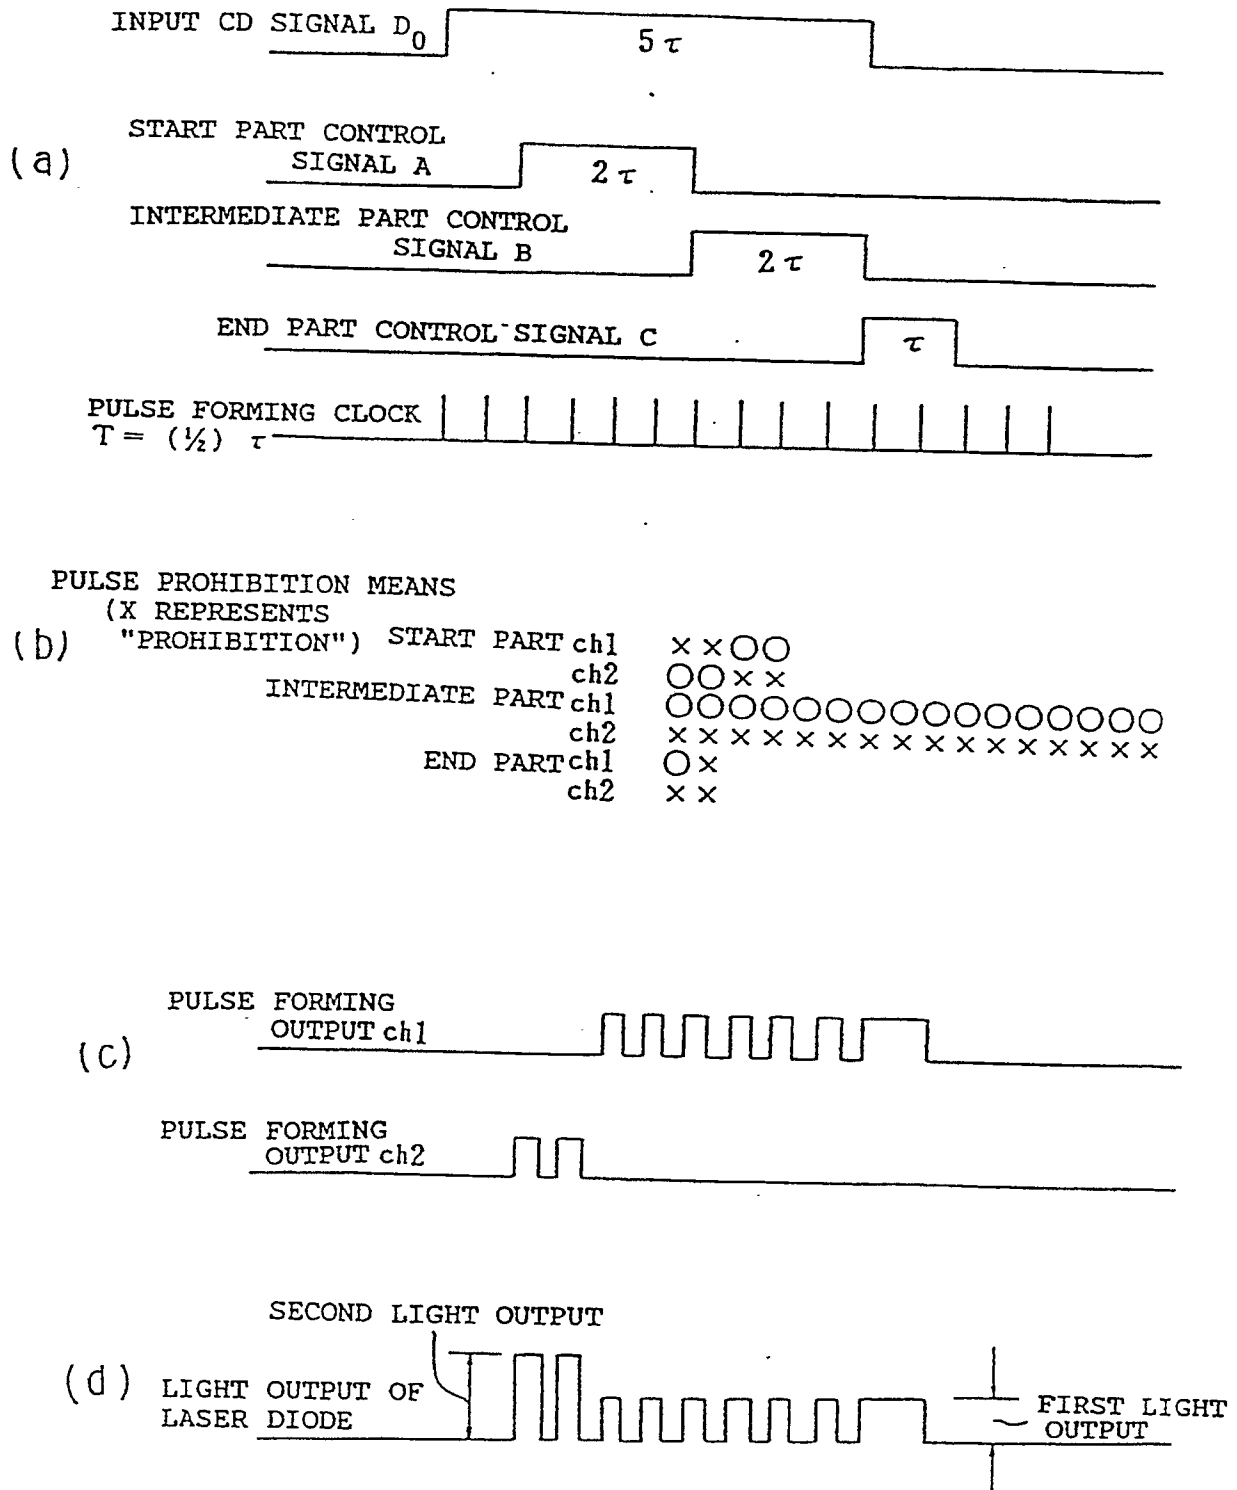 INPUT CD SIGNAL D0
5 τ
(a)
START PART CONTROL
SIGNAL A
2 τ
INTERMEDIATE PART CONTROL
SIGNAL B
2 τ
END PART CONTROL SIGNAL C
τ
PULSE FORMING CLOCK
T = (½) τ
PULSE PROHIBITION MEANS
(X REPRESENTS
"PROHIBITION")
(b)
START PART ch1 ××○○
ch2 ○○××
INTERMEDIATE PART ch1 ○○○○○○○○○○○○○○○○
ch2 ××××××××××××××××
END PART ch1 ○×
ch2 ××
PULSE FORMING
OUTPUT ch1
(c)
PULSE FORMING
OUTPUT ch2
SECOND LIGHT OUTPUT
(d)
LIGHT OUTPUT OF
LASER DIODE
FIRST LIGHT
OUTPUT